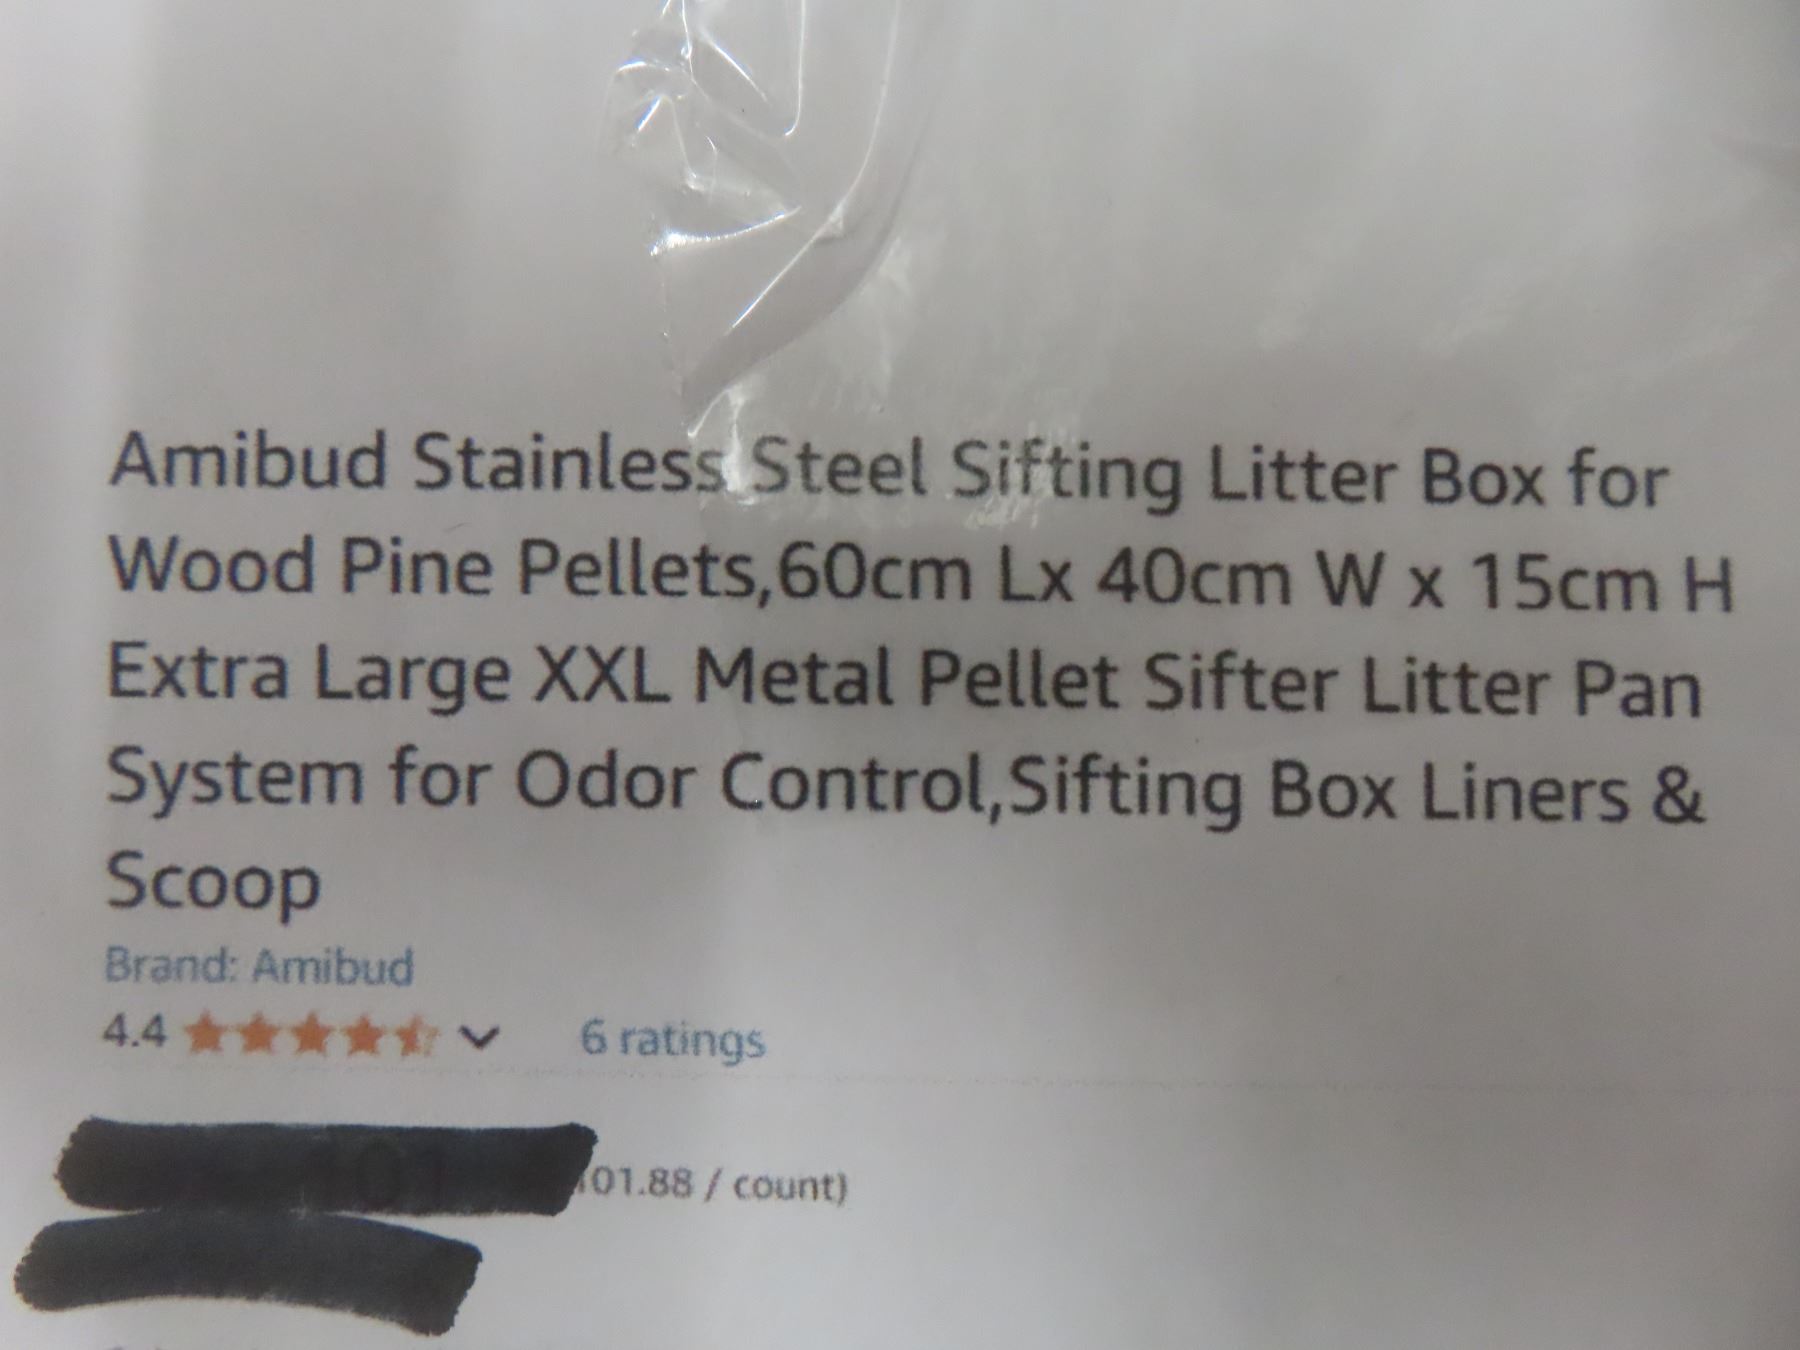 Amibud Stainless Steel Sifting Litter Box for
Wood Pine Pellets,60cm Lx 40cm W x 15cm H
Extra Large XXL Metal Pellet Sifter Litter Pan
System for Odor Control,Sifting Box Liners &
Scoop
Brand: Amibud
4.4 6 ratings
101.88 / count)